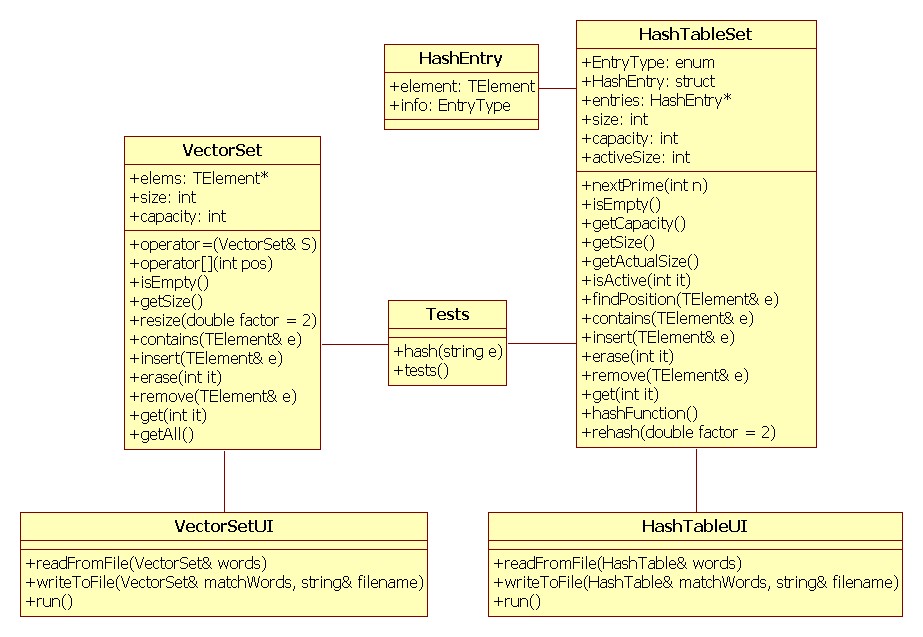 HashEntry
+element: TElement
+info: EntryType
HashTableSet
+EntryType: enum
+HashEntry: struct
+entries: HashEntry*
+size: int
+capacity: int
+activeSize: int
+nextPrime(int n)
+isEmpty()
+getCapacity()
+getSize()
+getActualSize()
+isActive(int it)
+findPosition(TElement& e)
+contains(TElement& e)
+insert(TElement& e)
+erase(int it)
+remove(TElement& e)
+get(int it)
+hashFunction()
+rehash(double factor = 2)
VectorSet
+elems: TElement*
+size: int
+capacity: int
+operator=(VectorSet& S)
+operator[](int pos)
+isEmpty()
+getSize()
+resize(double factor = 2)
+contains(TElement& e)
+insert(TElement& e)
+erase(int it)
+remove(TElement& e)
+get(int it)
+getAll()
Tests
+hash(string e)
+tests()
VectorSetUI
+readFromFile(VectorSet& words)
+writeToFile(VectorSet& matchWords, string& filename)
+run()
HashTableUI
+readFromFile(HashTable& words)
+writeToFile(HashTable& matchWords, string& filename)
+run()